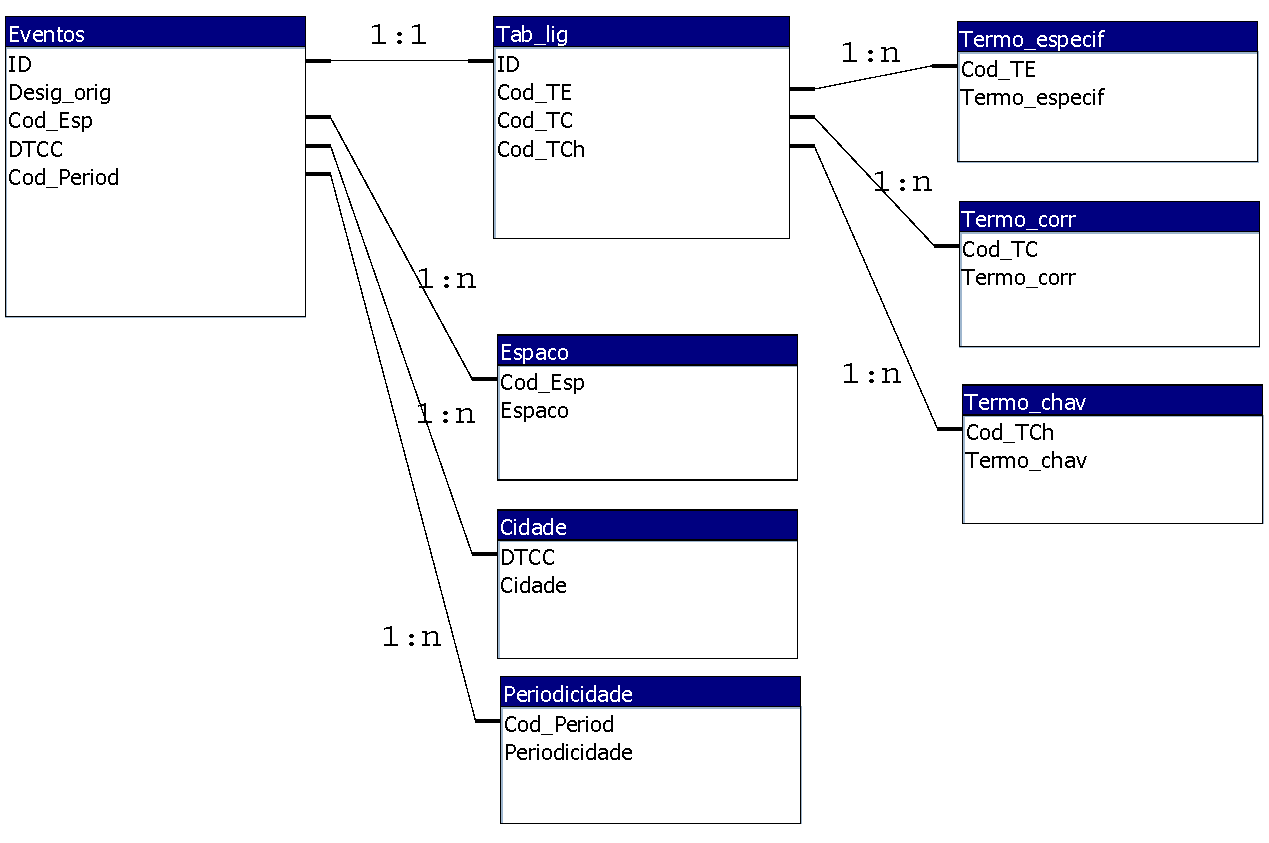 Eventos
ID
Desig_orig
Cod_Esp
DTCC
Cod_Period
1:1
Tab_lig
ID
Cod_TE
Cod_TC
Cod_TCh
1:n
Termo_especif
Cod_TE
Termo_especif
1:n
Termo_corr
Cod_TC
Termo_corr
1:n
Termo_chav
Cod_TCh
Termo_chav
1:n
Espaco
Cod_Esp
Espaco
1:n
Cidade
DTCC
Cidade
1:n
Periodicidade
Cod_Period
Periodicidade